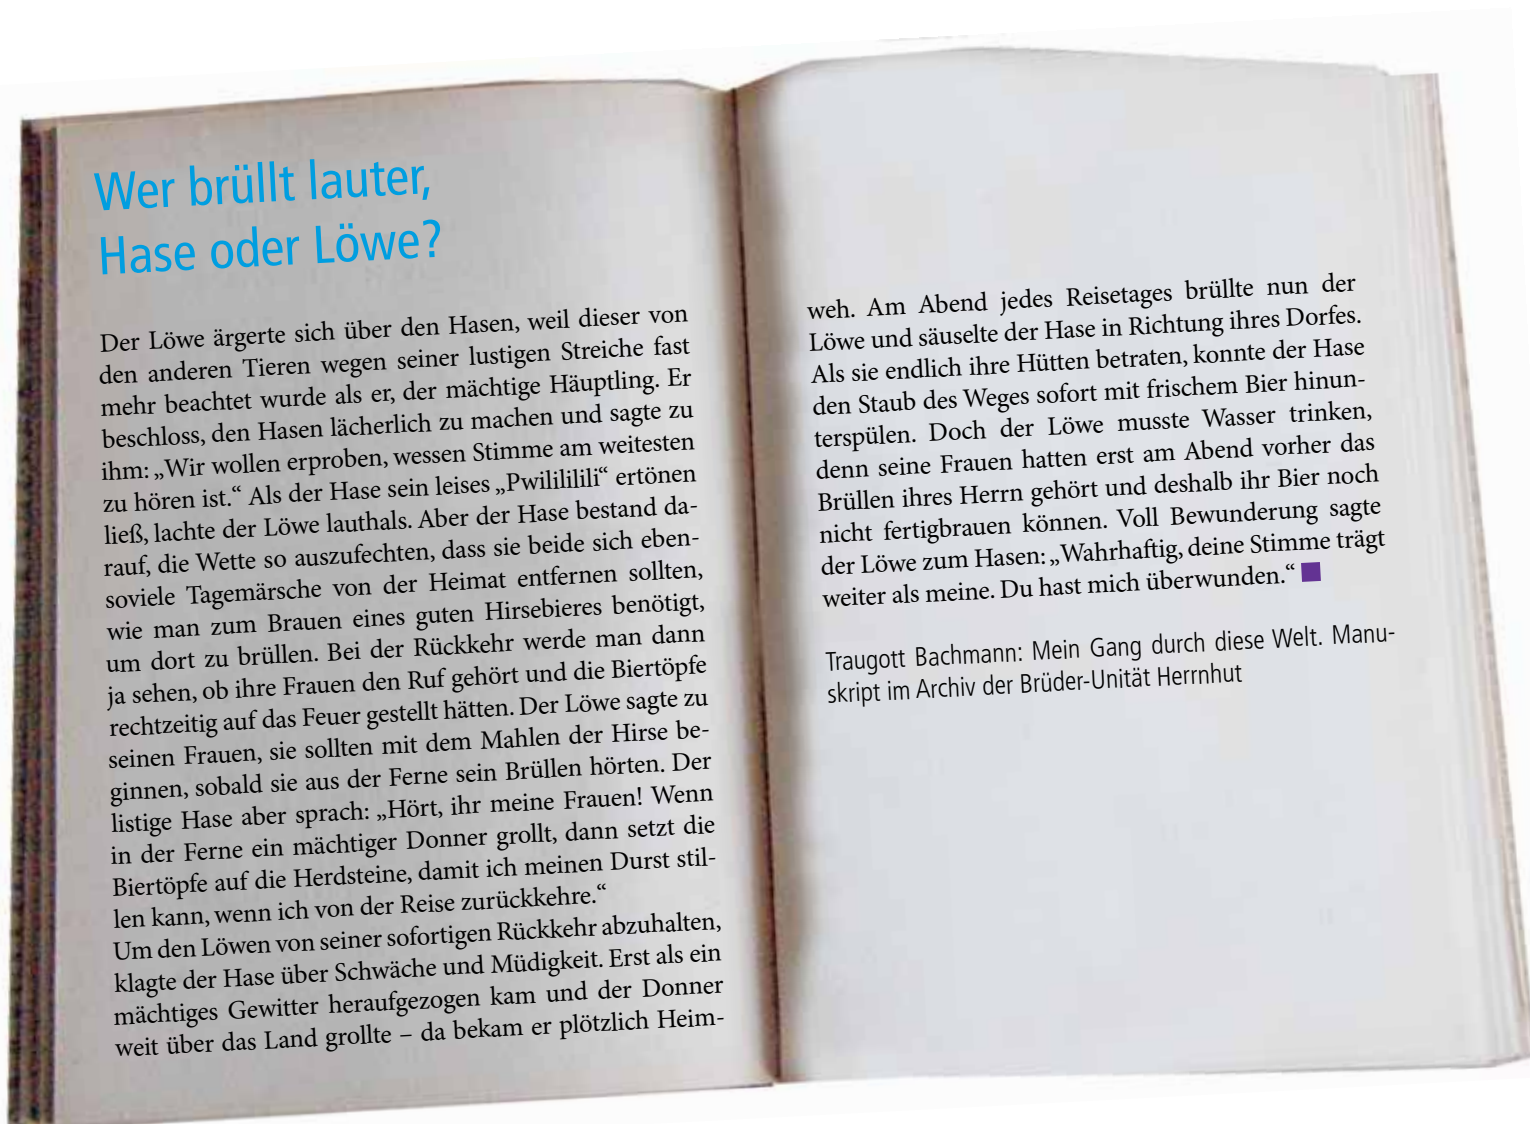 Wer brüllt lauter,
Hase oder Löwe?
Der Löwe ärgerte sich über den Hasen, weil dieser von
den anderen Tieren wegen seiner lustigen Streiche fast
mehr beachtet wurde als er, der mächtige Häuptling. Er
beschloss, den Hasen lächerlich zu machen und sagte zu
ihm: „Wir wollen erproben, wessen Stimme am weitesten
zu hören ist.“ Als der Hase sein leises „Pwilililili“ ertönen
ließ, lachte der Löwe lauthals. Aber der Hase bestand da-
rauf, die Wette so auszufechten, dass sie beide sich eben-
soviele Tagemärsche von der Heimat entfernen sollten,
wie man zum Brauen eines guten Hirsebieres benötigt,
um dort zu brüllen. Bei der Rückkehr werde man dann
ja sehen, ob ihre Frauen den Ruf gehört und die Biertöpfe
rechtzeitig auf das Feuer gestellt hätten. Der Löwe sagte zu
seinen Frauen, sie sollten mit dem Mahlen der Hirse be-
ginnen, sobald sie aus der Ferne sein Brüllen hörten. Der
listige Hase aber sprach: „Hört, ihr meine Frauen! Wenn
in der Ferne ein mächtiger Donner grollt, dann setzt die
Biertöpfe auf die Herdsteine, damit ich meinen Durst stil-
len kann, wenn ich von der Reise zurückkehre.“
Um den Löwen von seiner sofortigen Rückkehr abzuhalten,
klagte der Hase über Schwäche und Müdigkeit. Erst als ein
mächtiges Gewitter heraufgezogen kam und der Donner
weit über das Land grollte – da bekam er plötzlich Heim-
weh. Am Abend jedes Reisetages brüllte nun der
Löwe und säuselte der Hase in Richtung ihres Dorfes.
Als sie endlich ihre Hütten betraten, konnte der Hase
den Staub des Weges sofort mit frischem Bier hinun-
terspülen. Doch der Löwe musste Wasser trinken,
denn seine Frauen hatten erst am Abend vorher das
Brüllen ihres Herrn gehört und deshalb ihr Bier noch
nicht fertigbrauen können. Voll Bewunderung sagte
der Löwe zum Hasen: „Wahrhaftig, deine Stimme trägt
weiter als meine. Du hast mich überwunden.“
Traugott Bachmann: Mein Gang durch diese Welt. Manu-
skript im Archiv der Brüder-Unität Herrnhut